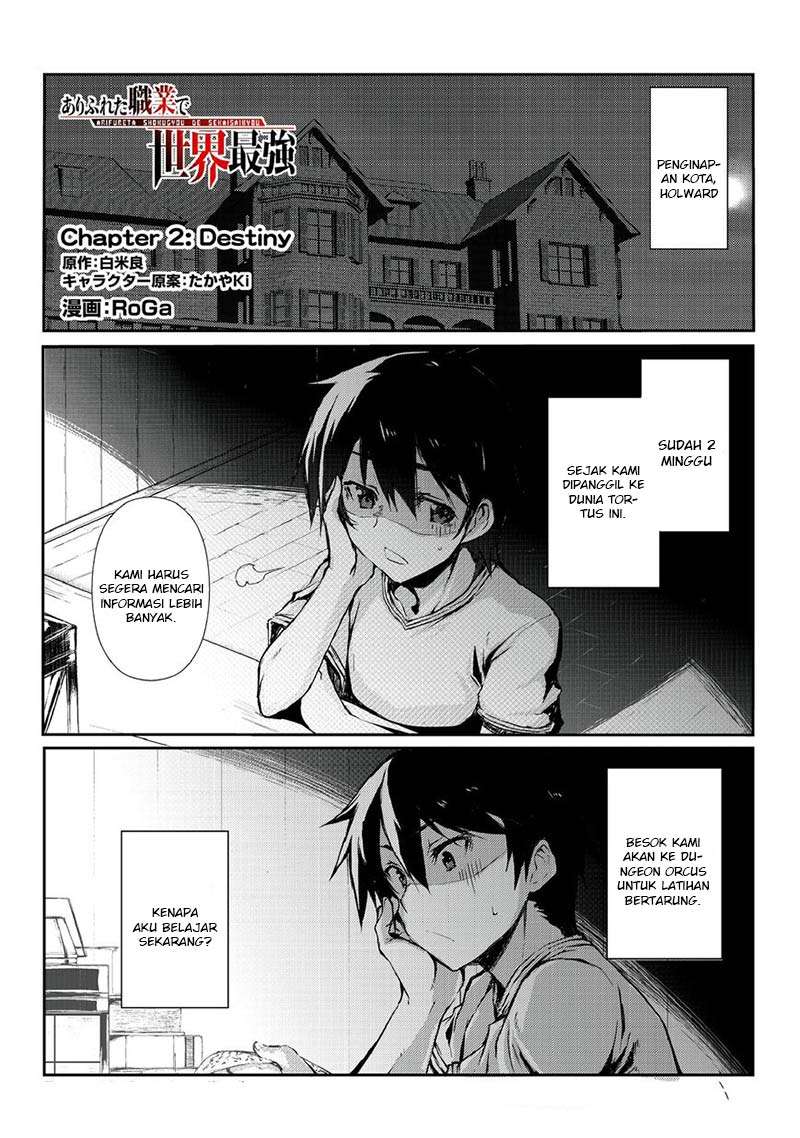 ありふれた職業で
ARIFURETA SHOKUGYOU DE SEKAISAIKYOU
世界最強
Chapter 2: Destiny
原作：白米良
キャラクター原案：たかやKi
漫画：RoGa
PENGINAP-
AN KOTA,
HOLWARD
SUDAH 2
MINGGU
SEJAK KAMI
DIPANGGIL KE
DUNIA TOR-
TUS INI.
KAMI HARUS
SEGERA MENCARI
INFORMASI LEBIH
BANYAK.
BESOK KAMI
AKAN KE DU-
NGEON ORCUS
UNTUK LATIHAN
BERTARUNG.
KENAPA
AKU BELAJAR
SEKARANG?